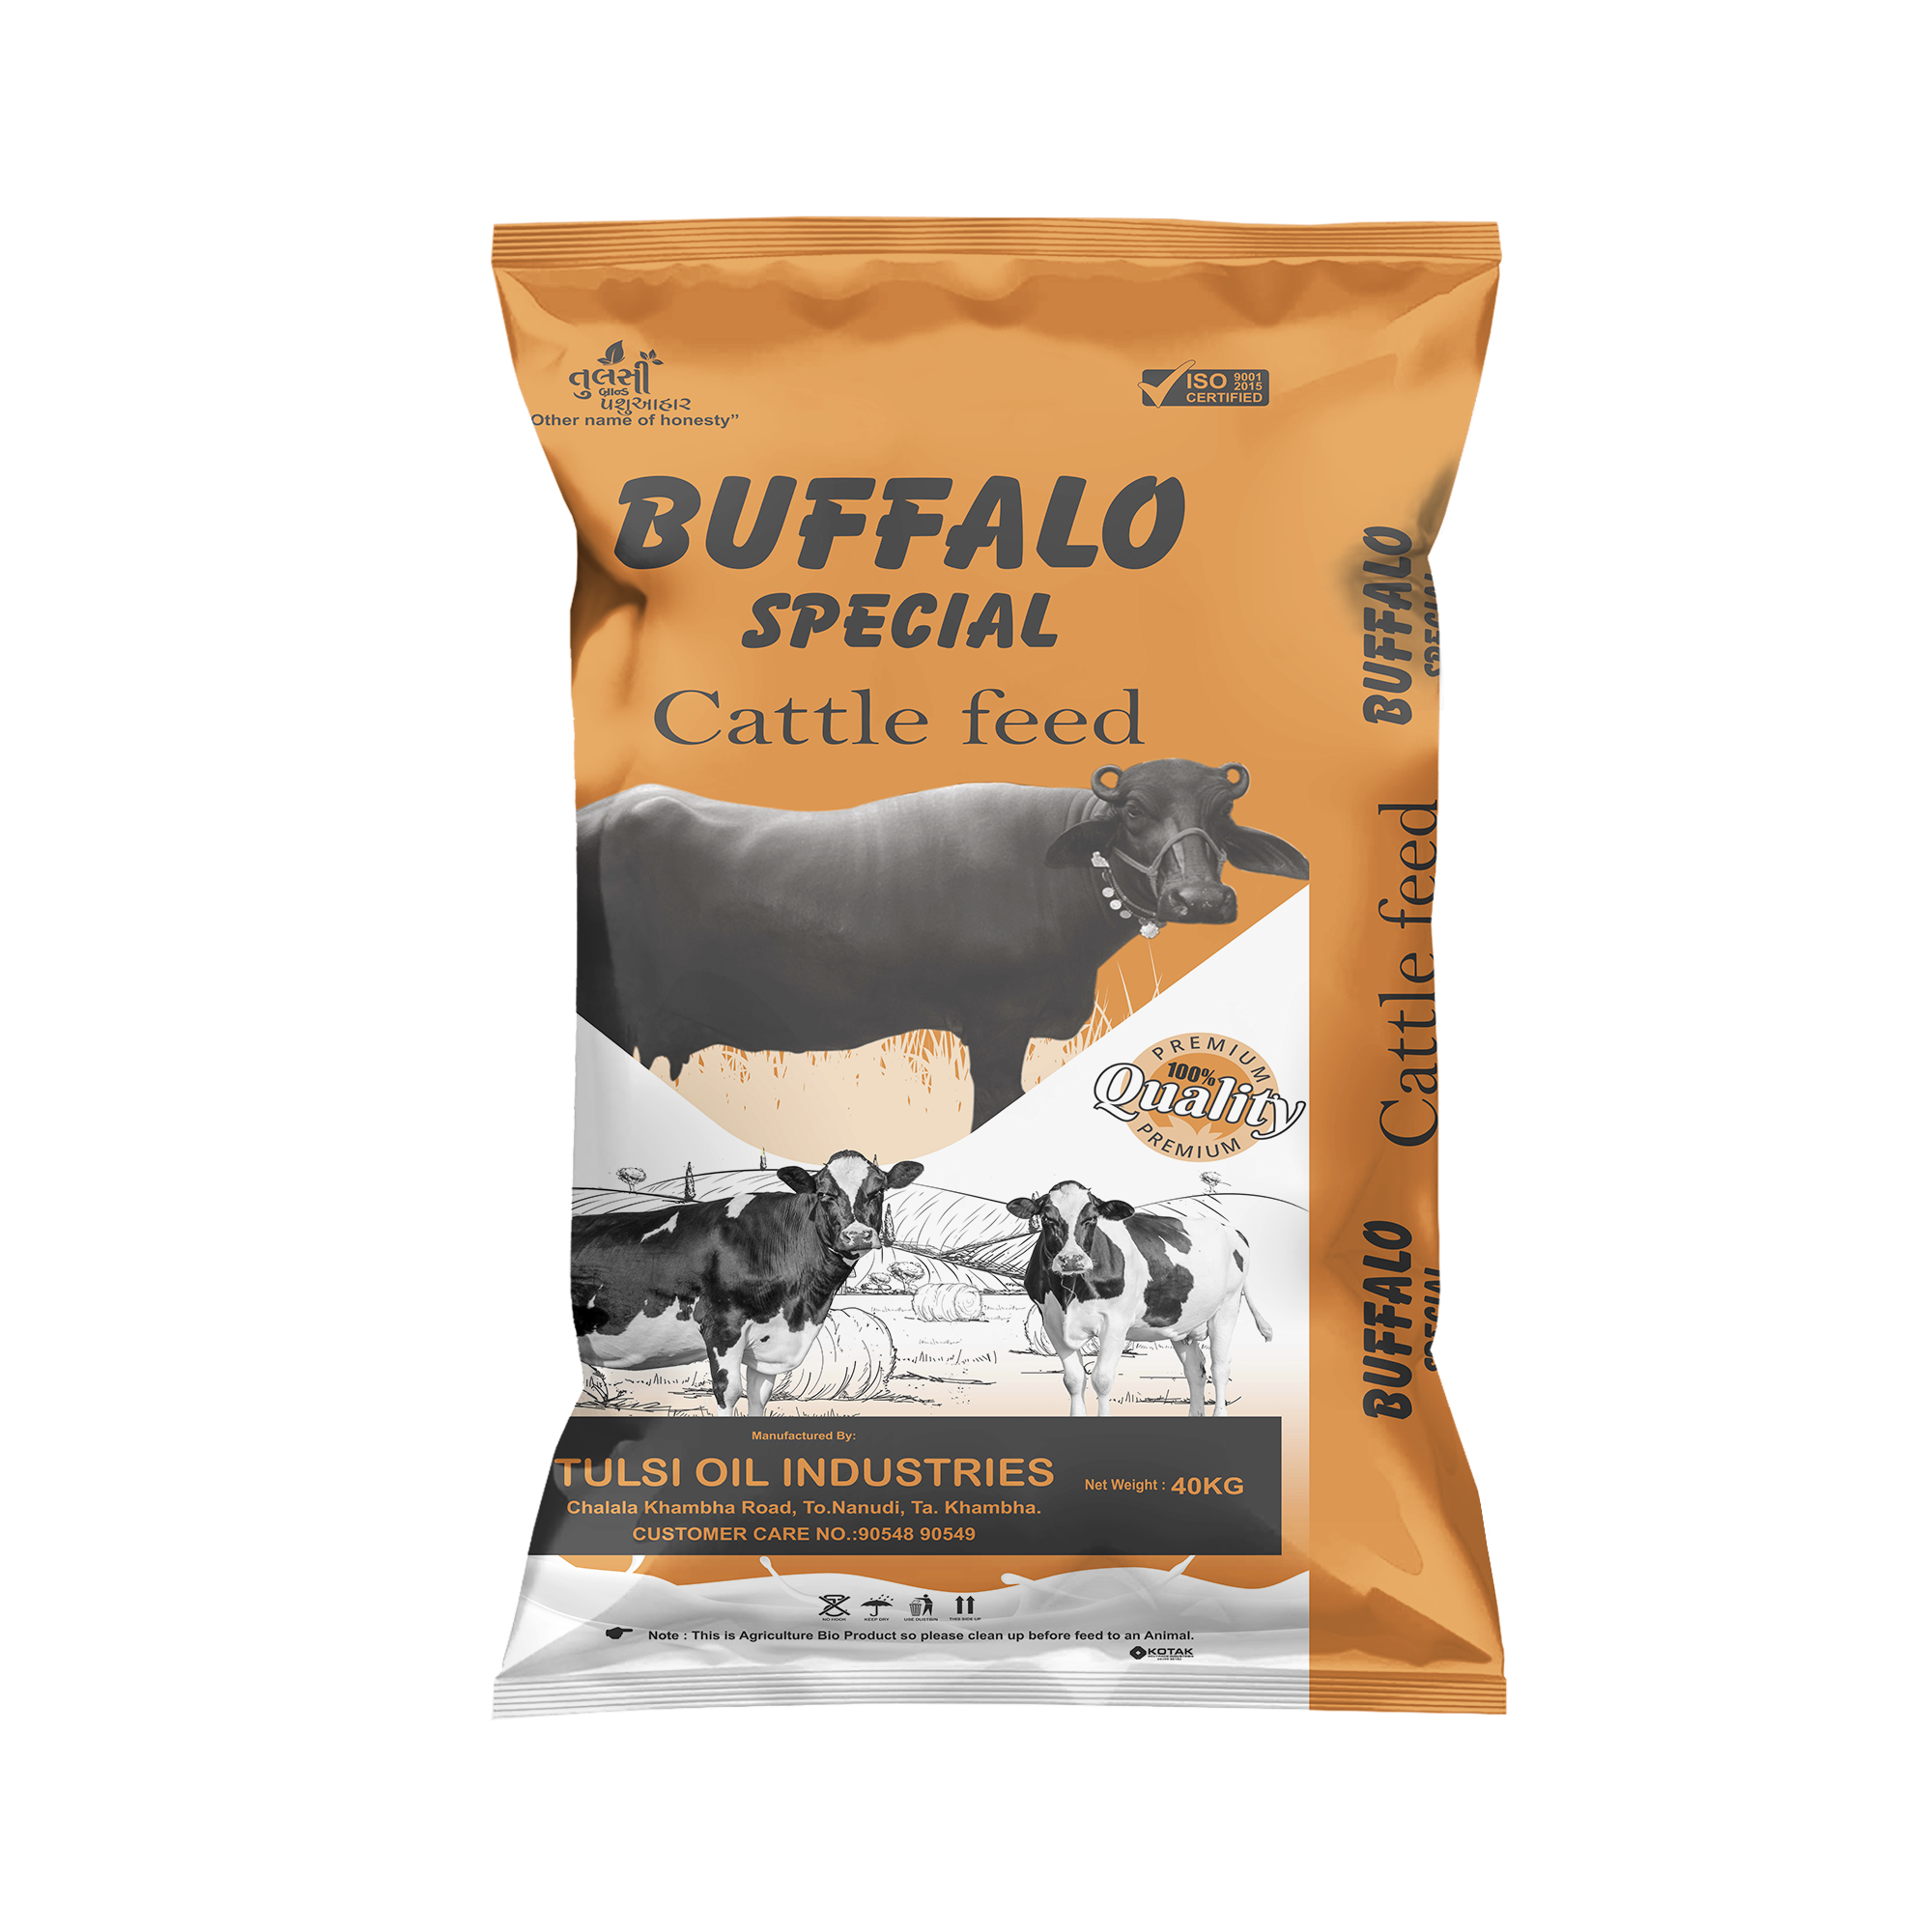 તુલસી
બ્રાન્ડ
પશુઆહાર
Other name of honesty”
ISO 9001
2015
CERTIFIED
BUFFALO
SPECIAL
Cattle feed
PREMIUM
100%
Quality
PREMIUM
Manufactured By:
TULSI OIL INDUSTRIES
Chalala Khambha Road, To.Nanudi, Ta. Khambha.
CUSTOMER CARE NO.:90548 90549
Net Weight : 40KG
NO HOOK
KEEP DRY
USE DUSTBIN
THIS SIDE UP
Note : This is Agriculture Bio Product so please clean up before feed to an Animal.
KOTAK
BUFFALO
SPECIAL
Cattle feed
BUFFALO
SPECIAL